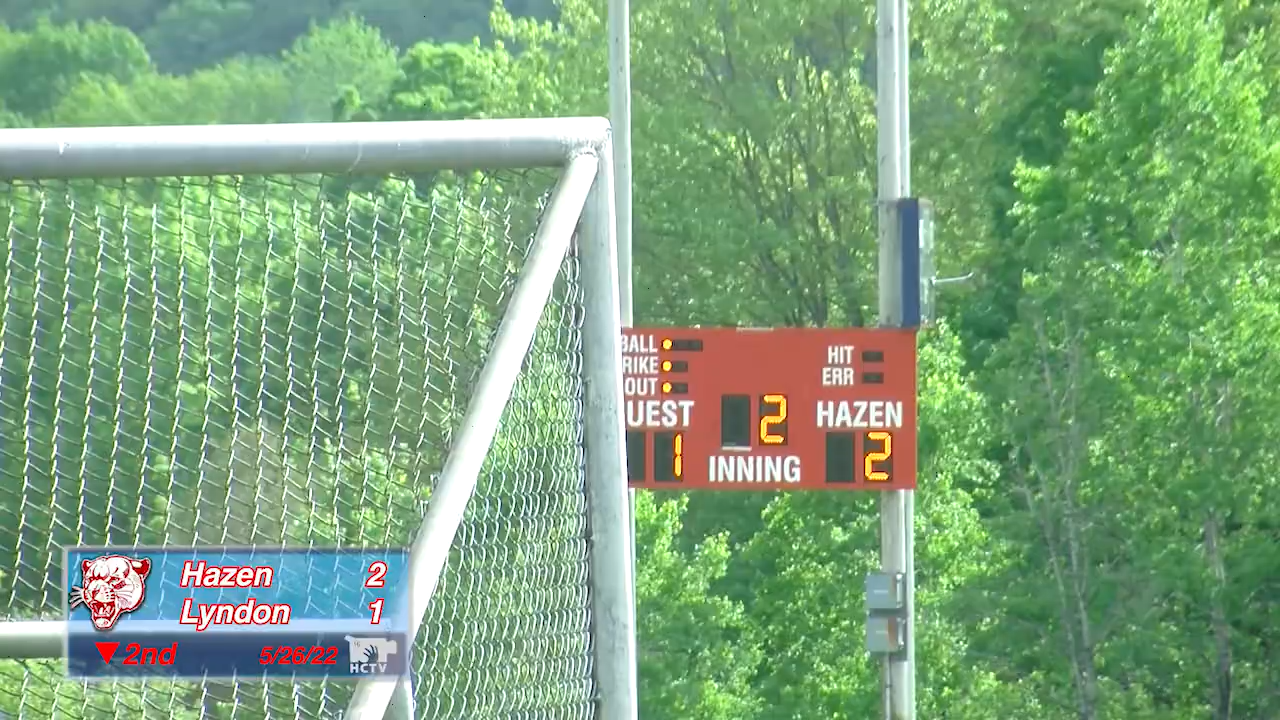 BALL
RIKE
OUT
HIT
ERR
UEST
2
HAZEN
1
INNING
2
Hazen 2
Lyndon 1
2nd 5/26/22
HCTV